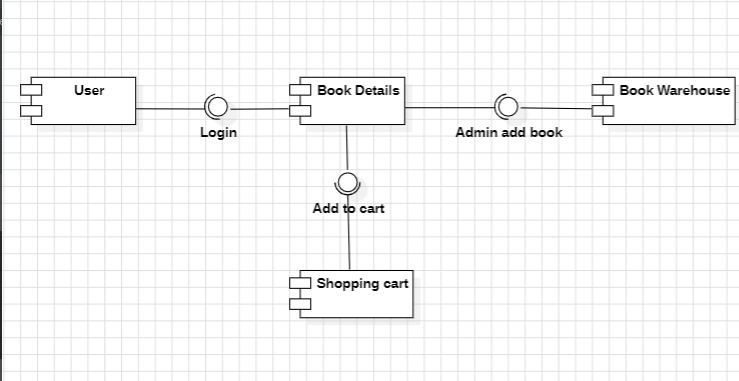 User
Book Details
Book Warehouse
Login
Admin add book
Add to cart
Shopping cart